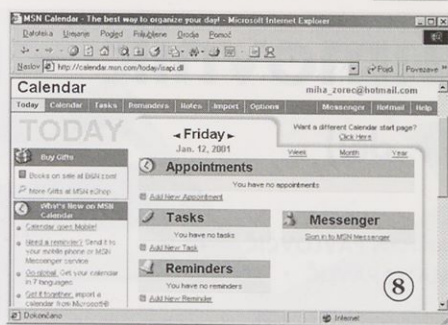 MSN Calendar - The best way to organize your day! - Microsoft Internet Explorer
Datoteka Urejanje Pogled Priljubljene Orodja Pomoč
Naslov http://calendar.msn.com/today/isapi.dll Pojdi Povezave »
Calendar miha_zorec@hotmail.com
Today Calendar Tasks Reminders Notes Import Options Messenger Hotmail Help
TODAY
Friday
Jan. 12, 2001
Want a different Calendar start page?
Click here.
Week Month Year
Buy Gifts
Books on sale at BGN.com!
More Gifts at MSN eShop
What's New on MSN Calendar
Calendar goes Mobile!
Need a reminder? Send it to your mobile phone or MSN Messenger service
Go global. Get your calendar in 7 languages
Get it together, import a calendar from Microsoft®
Appointments
You have no appointments
Add New Appointment
Tasks
You have no tasks
Add New Task
Messenger
Sign in to MSN Messenger
Reminders
You have no reminders
Add New Reminder
8
Dokončano Internet